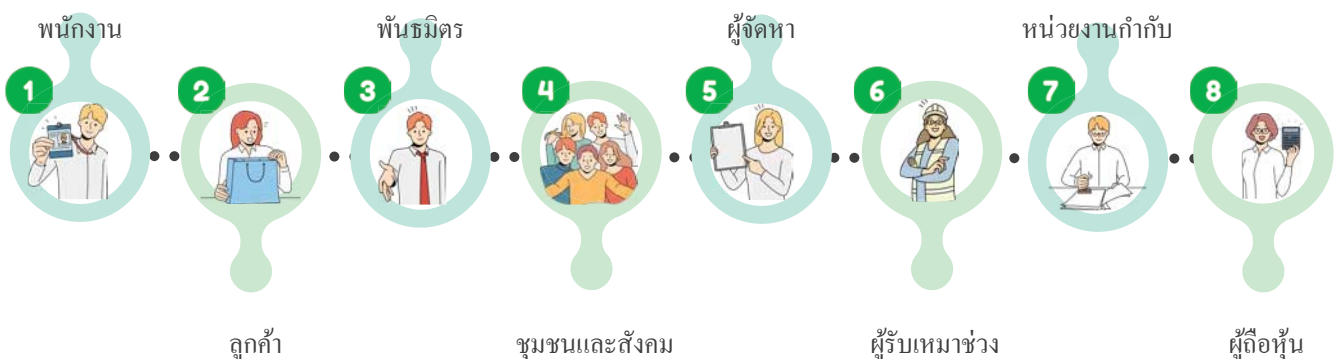 พนักงาน
พันธมิตร
ผู้จัดหา
หน่วยงานกำกับ
1
2
3
4
5
6
7
8
ลูกค้า
ชุมชนและสังคม
ผู้รับเหมาช่วง
ผู้ถือหุ้น